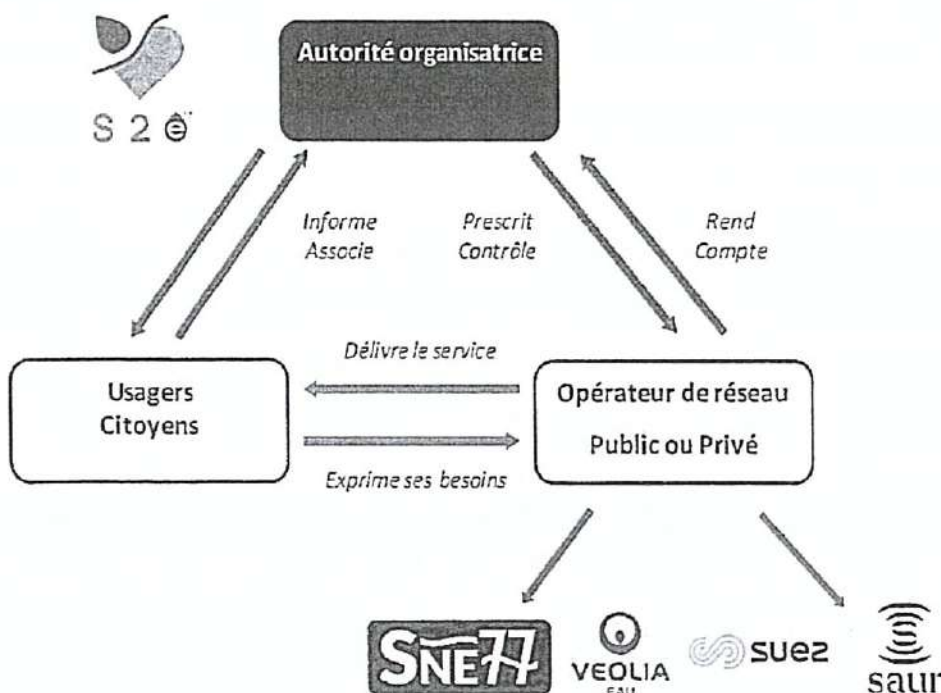 Autorité organisatrice
S 2 ê
Informe
Associe
Prescrit
Contrôle
Rend
Compte
Délivre le service
Usagers
Citoyens
Opérateur de réseau
Public ou Privé
Exprime ses besoins
SNE77
VEOLIA
EAU
suez
saur